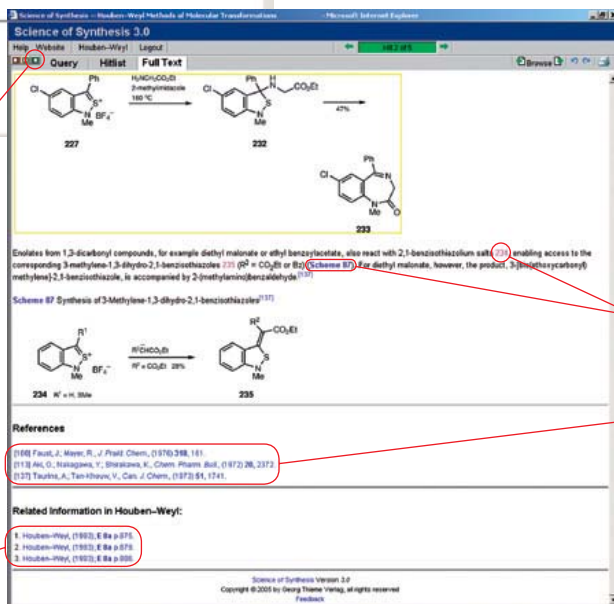 Science of Synthesis – Houben–Weyl Methods of Molecular Transformations - Microsoft Internet Explorer
Science of Synthesis 3.0
Help Website Houben–Weyl Logout
Query Hitlist Full Text Browse
Ph
Cl
S+
N
Me
BF4–
227
H2NCH2CO2Et
2-methylimidazole
160 °C
Ph
H
N
CO2Et
Cl
S
N
Me
232
47%
Ph
Cl
N
N
Me
O
233
Enolates from 1,3-dicarbonyl compounds, for example diethyl malonate or ethyl benzoylacetate, also react with 2,1-benzisothiazolium salts enabling access to the
corresponding 3-methylene-1,3-dihydro-2,1-benzisothiazoles 235 (R2 = CO2Et or Bz) (Scheme 87). For diethyl malonate, however, the product, 3-[bis(ethoxycarbonyl)
methylene]-2,1-benzisothiazole, is accompanied by 2-(methylamino)benzaldehyde.[137]
Scheme 87 Synthesis of 3-Methylene-1,3-dihydro-2,1-benzisothiazoles[137]
R1
S+
N
Me
BF4–
234 R1 = H, SMe
R2CHCO2Et
R2 = CO2Et 28%
R2
CO2Et
S
N
Me
235
References
Faust, J.; Mayer, R., J. Prakt. Chem., (1976) 318, 161.
[113] Aki, O.; Nakagawa, Y.; Shirakawa, K., Chem. Pharm. Bull., (1972) 20, 2372.
[137] Taurins, A.; Tan-Khouw, V., Can. J. Chem., (1973) 51, 1741.
Related Information in Houben–Weyl:
1. Houben–Weyl, (1993), E 8a p
2. Houben–Weyl, (1993), E 8a p
3. Houben–Weyl, (1993), E 8a p
Science of Synthesis Version 3.0
Copyright © 2005 by Georg Thieme Verlag, all rights reserved
Feedback